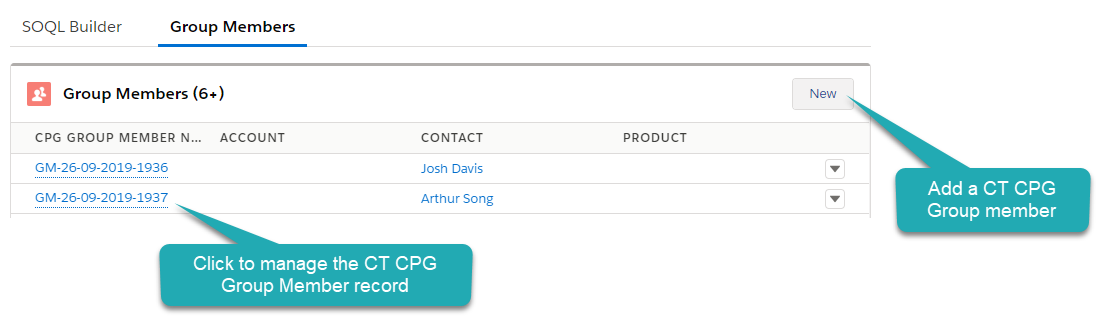 SOQL Builder
Group Members
Group Members (6+)
New
CPG GROUP MEMBER N... ACCOUNT CONTACT PRODUCT
GM-26-09-2019-1936 Josh Davis
GM-26-09-2019-1937 Arthur Song
Add a CT CPG
Group member
Click to manage the CT CPG
Group Member record